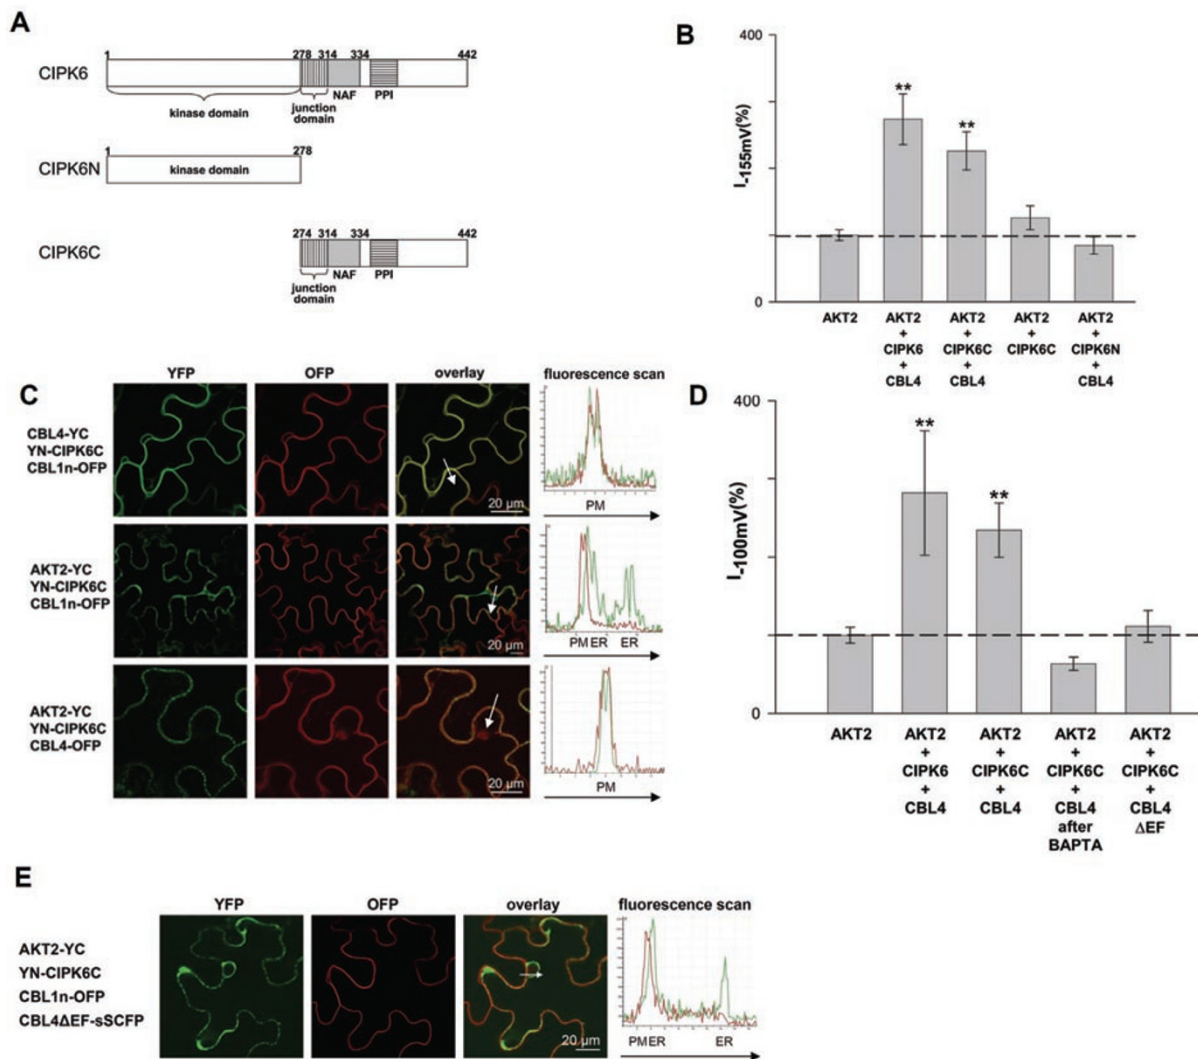 A
1 278 314 334 442
CIPK6
NAF PPI
kinase domain
junction
domain
1 278
CIPK6N
kinase domain
274 314 334 442
CIPK6C
NAF PPI
junction
domain
B
400
I-155mV(%)
0
AKT2
AKT2
+
CIPK6
+
CBL4
AKT2
+
CIPK6C
+
CBL4
AKT2
+
CIPK6C
AKT2
+
CIPK6N
+
CBL4
**
**
C
YFP OFP overlay fluorescence scan
CBL4-YC
YN-CIPK6C
CBL1n-OFP
20 µm
PM
AKT2-YC
YN-CIPK6C
CBL1n-OFP
PM ER ER
AKT2-YC
YN-CIPK6C
CBL4-OFP
20 µm
PM
20 µm
D
400
I-100mV(%)
0
**
**
AKT2
AKT2
+
CIPK6
+
CBL4
AKT2
+
CIPK6C
+
CBL4
AKT2
+
CIPK6C
+
CBL4
after
BAPTA
AKT2
+
CIPK6C
+
CBL4
ΔEF
E
YFP OFP overlay fluorescence scan
AKT2-YC
YN-CIPK6C
CBL1n-OFP
CBL4ΔEF-sSCFP
20 µm
PM ER ER